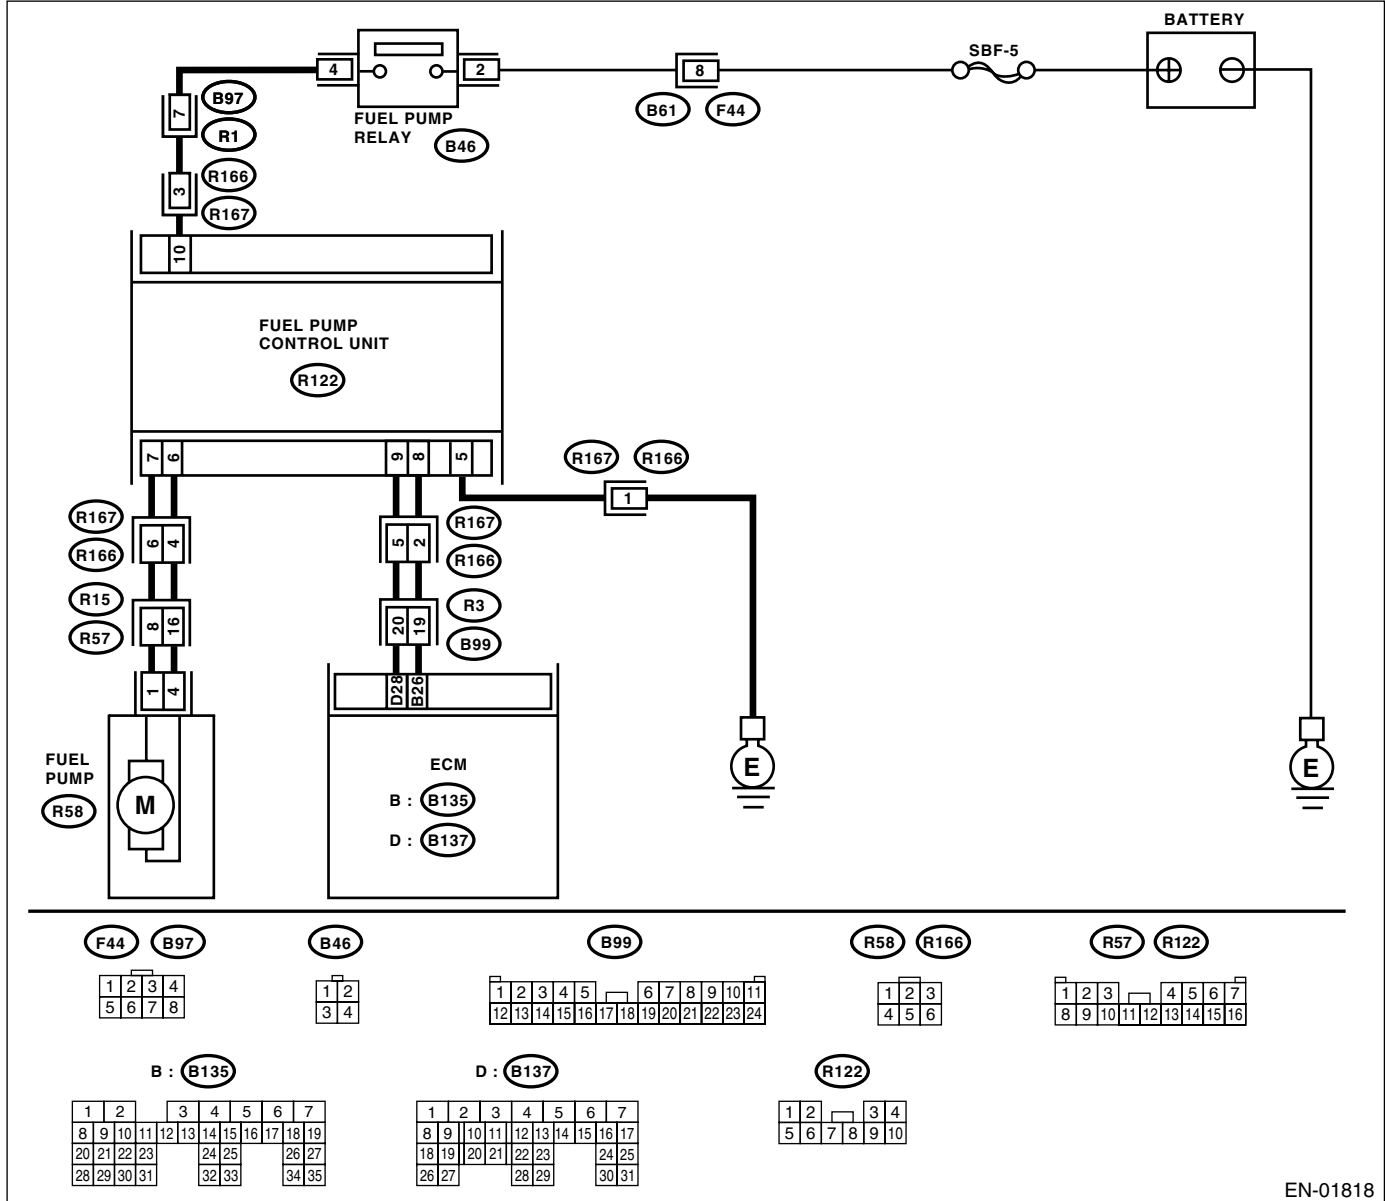 BATTERY
SBF-5
4
2
8
B61
F44
FUEL PUMP
RELAY
B46
7
B97
R1
3
R166
R167
10
FUEL PUMP
CONTROL UNIT
R122
7 6 9 8 5
R167 R166
1
R167
R166
6 4
5 2
R167
R166
R15
R57
8 16
20 19
R3
B99
1 4
D28 B26
FUEL
PUMP
R58
M
ECM
B : B135
D : B137
E
E
F44 B97
1 2 3 4
5 6 7 8
B46
1 2
3 4
B99
1 2 3 4 5 6 7 8 9 10 11
12 13 14 15 16 17 18 19 20 21 22 23 24
R58 R166
1 2 3
4 5 6
R57 R122
1 2 3 4 5 6 7
8 9 10 11 12 13 14 15 16
B : B135
1 2 3 4 5 6 7
8 9 10 11 12 13 14 15 16 17 18 19
20 21 22 23 24 25 26 27
28 29 30 31 32 33 34 35
D : B137
1 2 3 4 5 6 7
8 9 10 11 12 13 14 15 16 17
18 19 20 21 22 23 24 25
26 27 28 29 30 31
R122
1 2 3 4
5 6 7 8 9 10
EN-01818